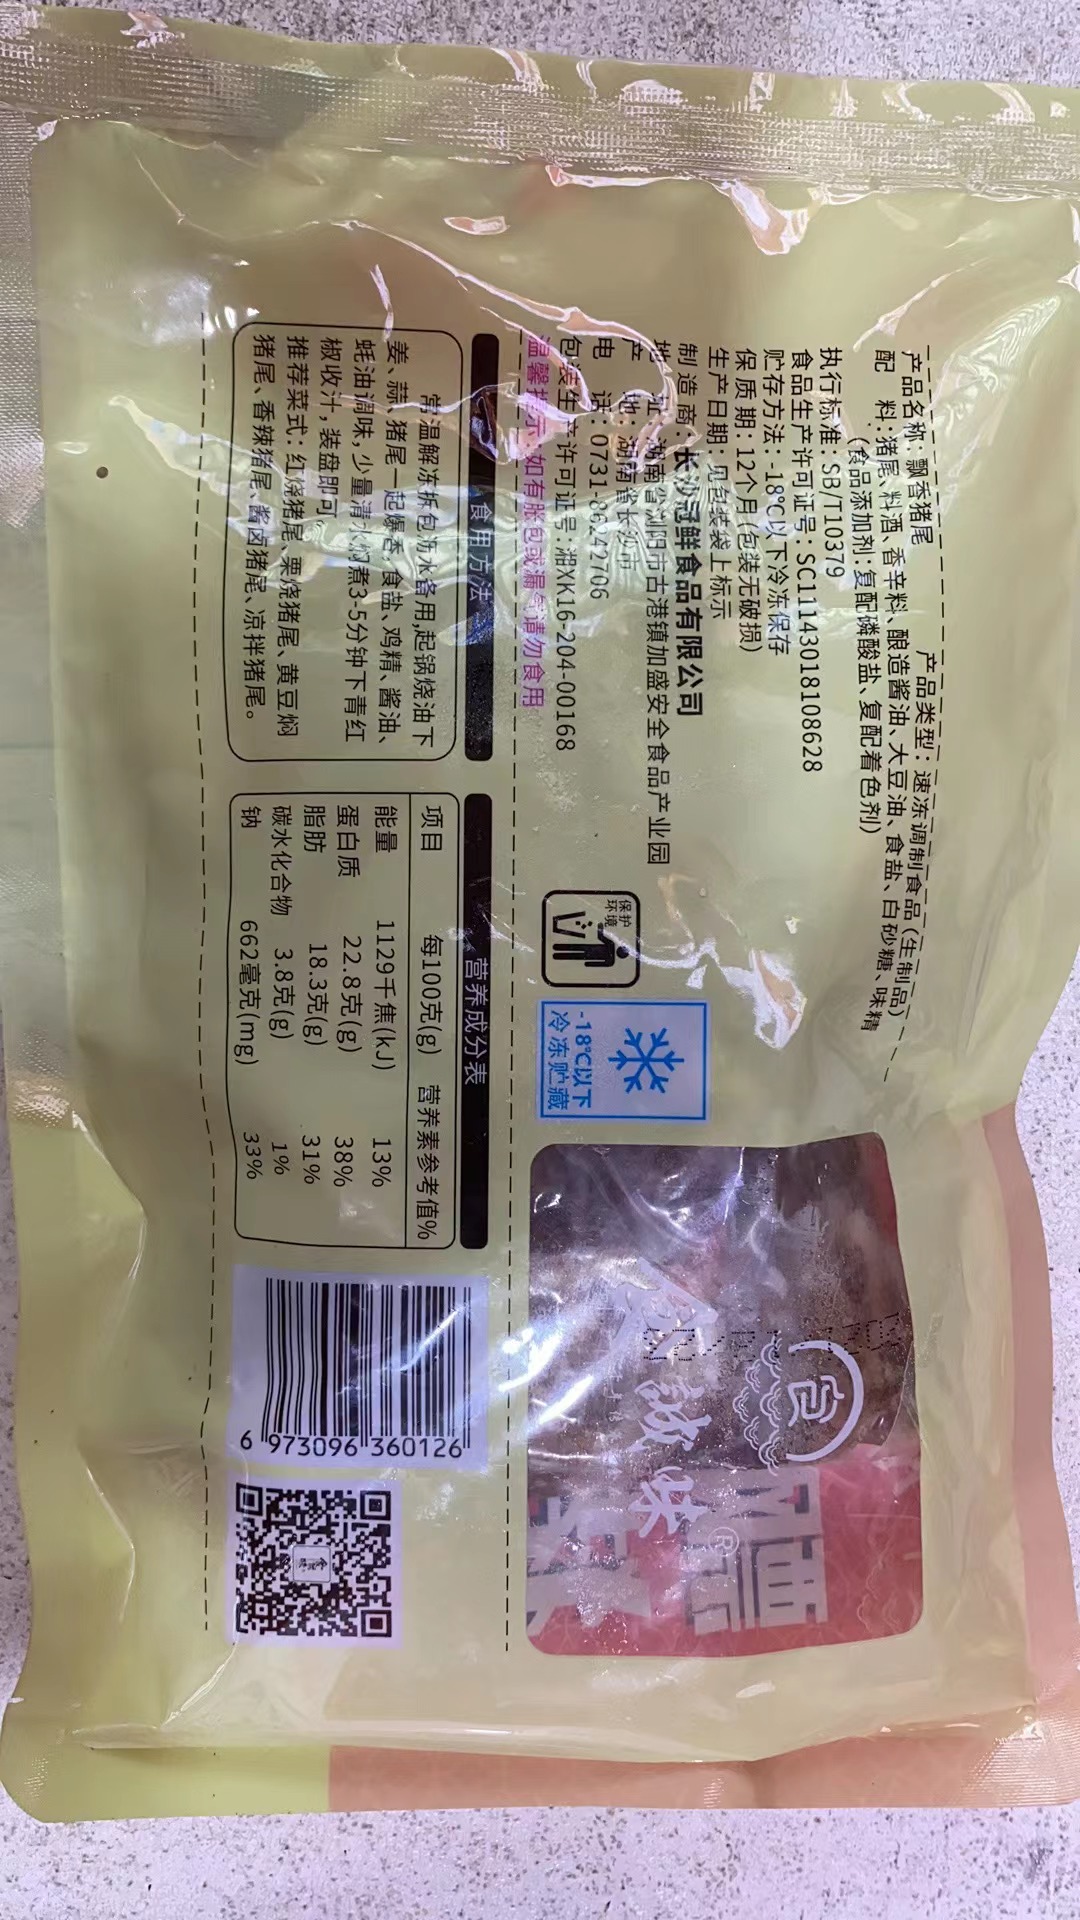 产品名称：飘香猪尾 产品类型：速冻调制食品（生制品）
配 料：猪尾、料酒、香辛料、酿造酱油、大豆油、食盐、白砂糖、味精
（食品添加剂：复配磷酸盐、复配着色剂）
执行标准：SB/T10379
食品生产许可证号：SC11143018108628
贮存方法：-18℃以下冷冻保存
保质期：12个月（包装无破损）
生产日期：见包装袋上标示
制造商：长沙冠鲜食品有限公司
地 址：湖南省浏阳市古港镇加盛安全食品产业园
产 地：湖南省长沙市
电 话：0731-86242706
包装生产许可证号：湘XK16-204-00168
温馨提示：如有胀包或漏气请勿食用
保护环境
-18℃以下
冷冻贮藏
食用方法
常温解冻拆包冻水备用,起锅烧油下
姜、蒜、猪尾一起爆香、食盐、鸡精、酱油、
蚝油调味,少量清水焖煮3-5分钟下青红
椒收汁,装盘即可。
推荐菜式：红烧猪尾、栗烧猪尾、黄豆焖
猪尾、香辣猪尾、酱卤猪尾、凉拌猪尾。
营养成分表
项目 每100克(g) 营养素参考值%
能量 1129千焦(kJ) 13%
蛋白质 22.8克(g) 38%
脂肪 18.3克(g) 31%
碳水化合物 3.8克(g) 1%
钠 662毫克(mg) 33%
6 973096 360126
食
味®